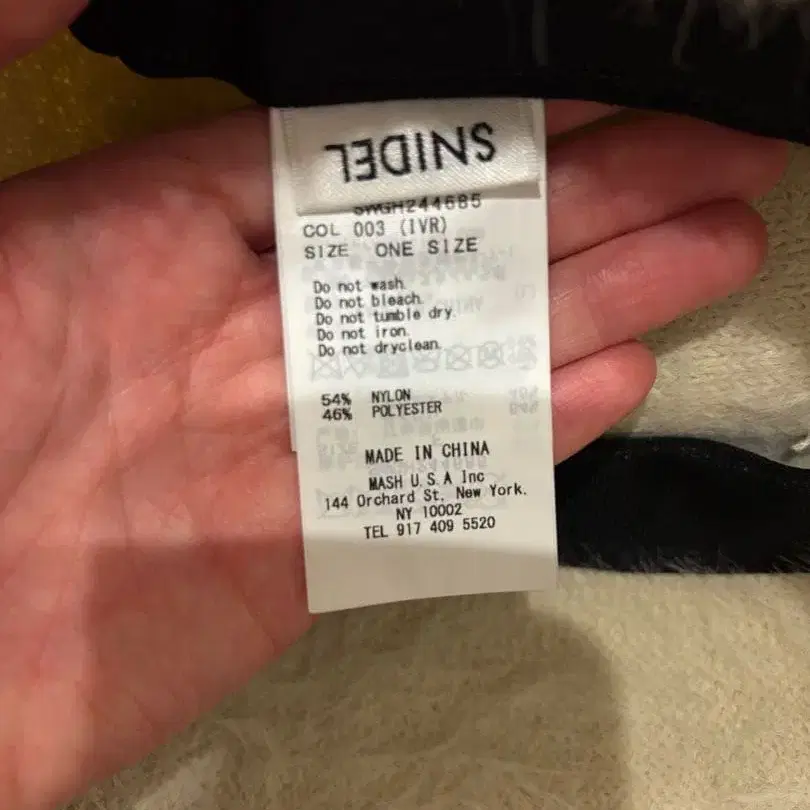 SNIDEL
SWGH244685
COL 003 (IVR)
SIZE ONE SIZE
Do not wash.
Do not bleach.
Do not tumble dry.
Do not iron.
Do not dryclean.
54% NYLON
46% POLYESTER
MADE IN CHINA
MASH U.S.A Inc
144 Orchard St, New York,
NY 10002
TEL 917 409 5520